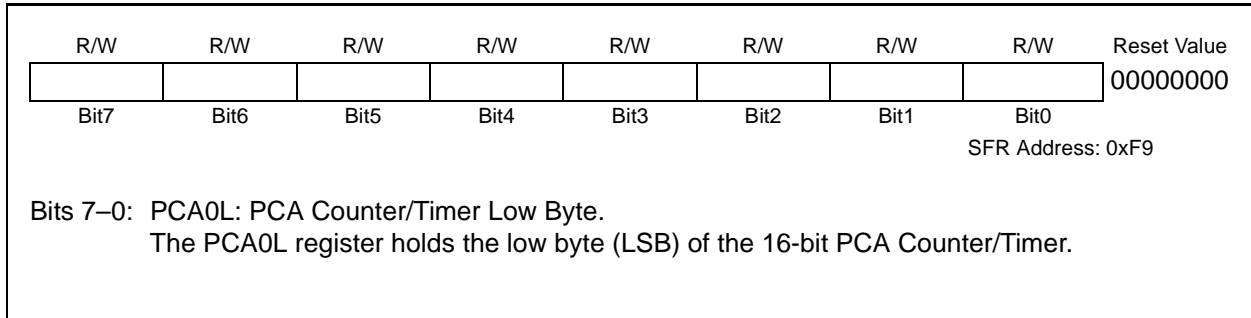 R/W R/W R/W R/W R/W R/W R/W R/W Reset Value
00000000
Bit7 Bit6 Bit5 Bit4 Bit3 Bit2 Bit1 Bit0
SFR Address: 0xF9
Bits 7–0: PCA0L: PCA Counter/Timer Low Byte.
The PCA0L register holds the low byte (LSB) of the 16-bit PCA Counter/Timer.